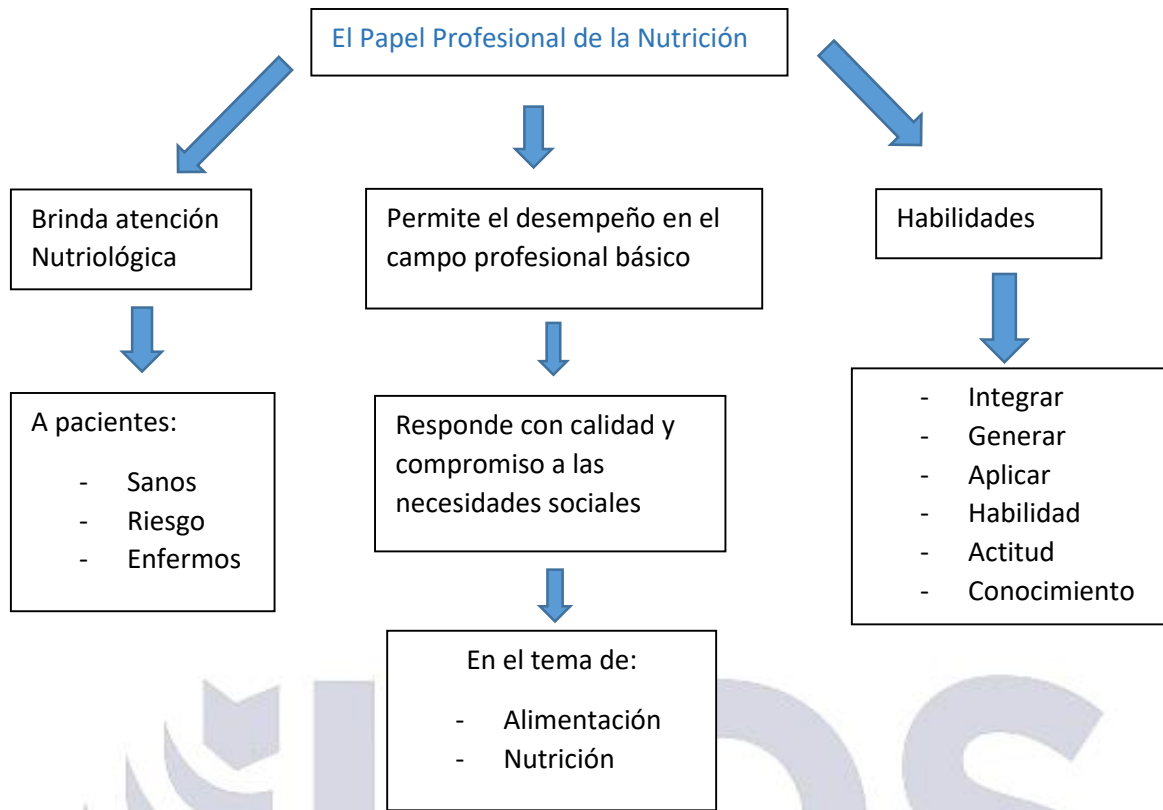 El Papel Profesional de la Nutrición
Brinda atención
Nutriológica
Permite el desempeño en el
campo profesional básico
Habilidades
A pacientes:
- Sanos
- Riesgo
- Enfermos
Responde con calidad y
compromiso a las
necesidades sociales
- Integrar
- Generar
- Aplicar
- Habilidad
- Actitud
- Conocimiento
En el tema de:
- Alimentación
- Nutrición